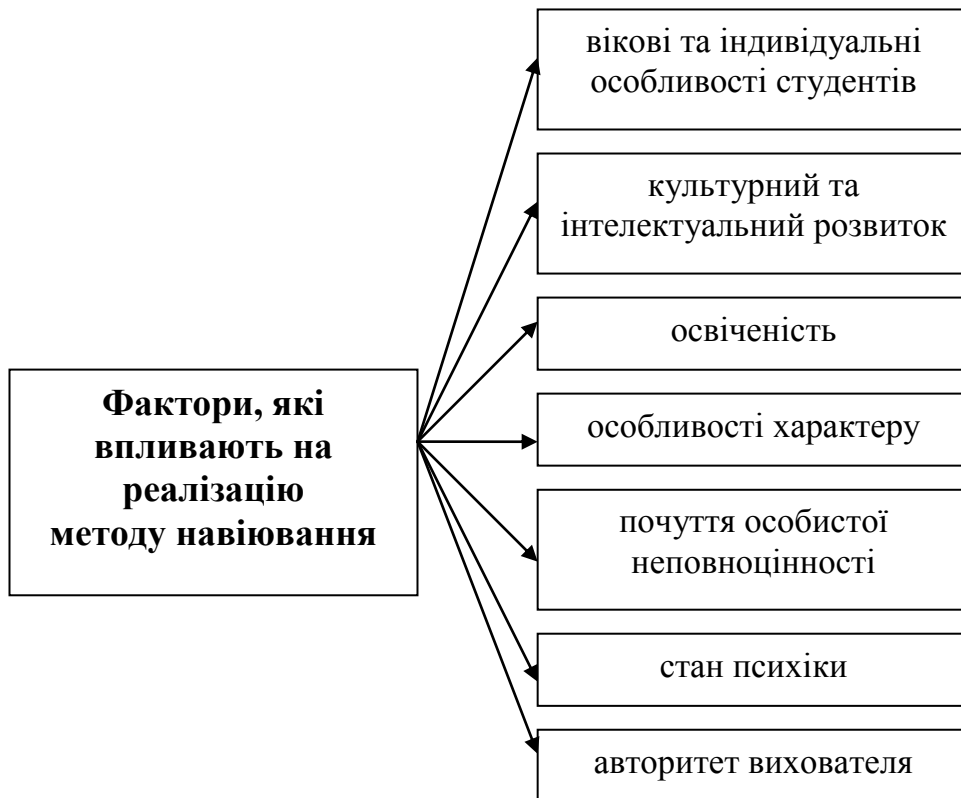 вікові та індивідуальні
особливості студентів
культурний та
інтелектуальний розвиток
освіченість
Фактори, які
впливають на
реалізацію
методу навіювання
особливості характеру
почуття особистої
неповноцінності
стан психіки
авторитет вихователя